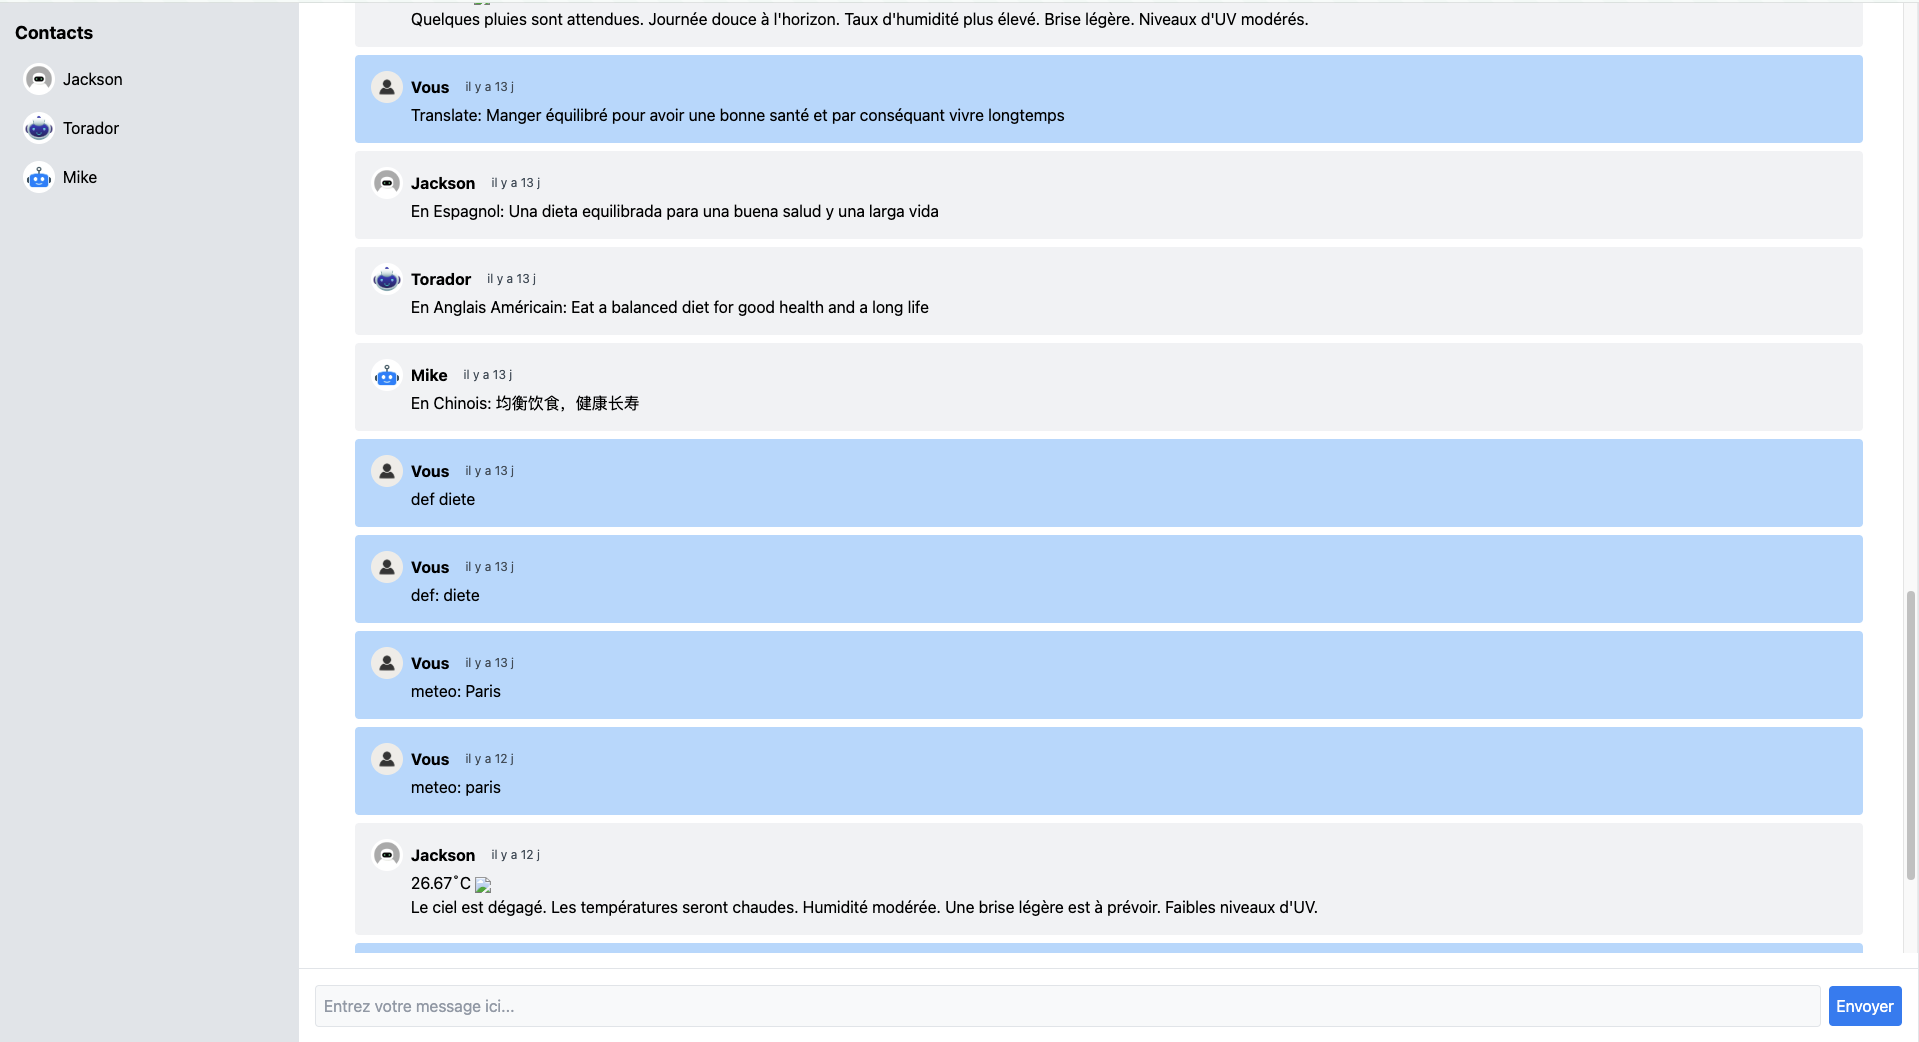 Contacts
Jackson
Torador
Mike
Quelques pluies sont attendues. Journée douce à l'horizon. Taux d'humidité plus élevé. Brise légère. Niveaux d'UV modérés.
Vous il y a 13 j
Translate: Manger équilibré pour avoir une bonne santé et par conséquant vivre longtemps
Jackson il y a 13 j
En Espagnol: Una dieta equilibrada para una buena salud y una larga vida
Torador il y a 13 j
En Anglais Américain: Eat a balanced diet for good health and a long life
Mike il y a 13 j
En Chinois: 均衡饮食，健康长寿
Vous il y a 13 j
def diete
Vous il y a 13 j
def: diete
Vous il y a 13 j
meteo: Paris
Vous il y a 12 j
meteo: paris
Jackson il y a 12 j
26.67˚C
Le ciel est dégagé. Les températures seront chaudes. Humidité modérée. Une brise légère est à prévoir. Faibles niveaux d'UV.
Entrez votre message ici...
Envoyer